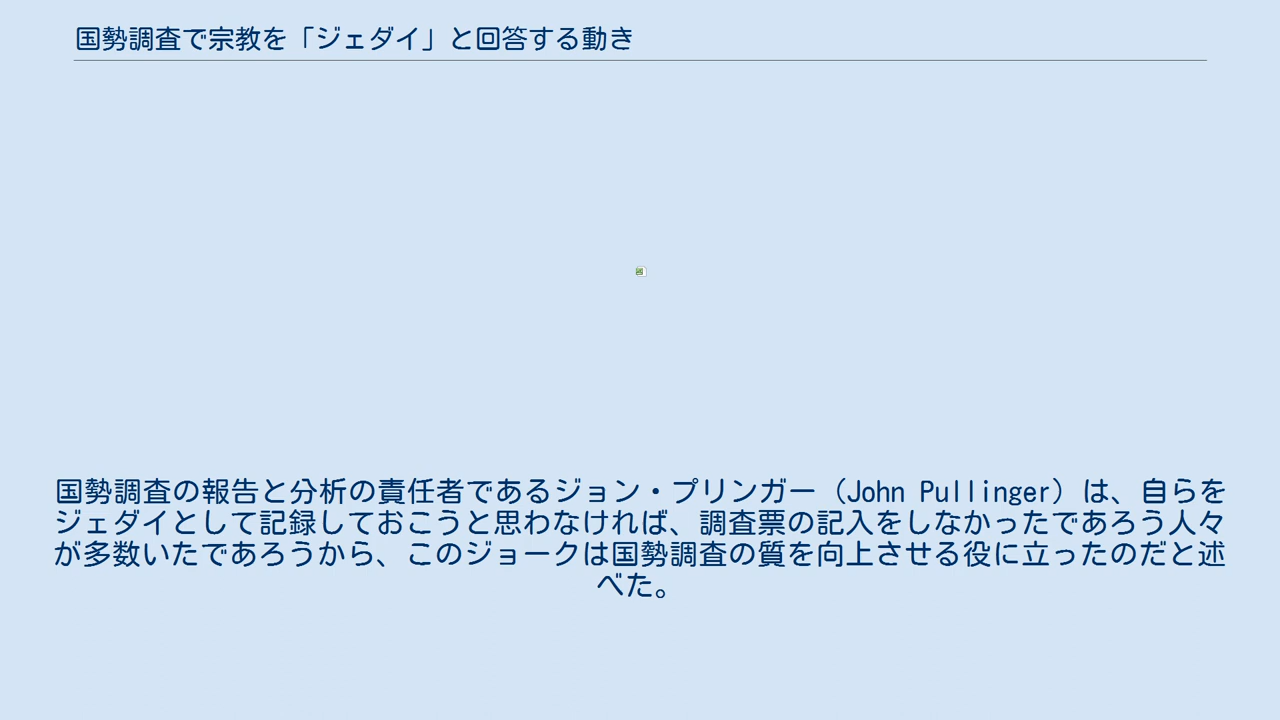 国勢調査で宗教を「ジェダイ」と回答する動き
国勢調査の報告と分析の責任者であるジョン・プリンガー（John Pullinger）は、自らを
ジェダイとして記録しておこうと思わなければ、調査票の記入をしなかったであろう人々
が多数いたであろうから、このジョークは国勢調査の質を向上させる役に立ったのだと述
べた。